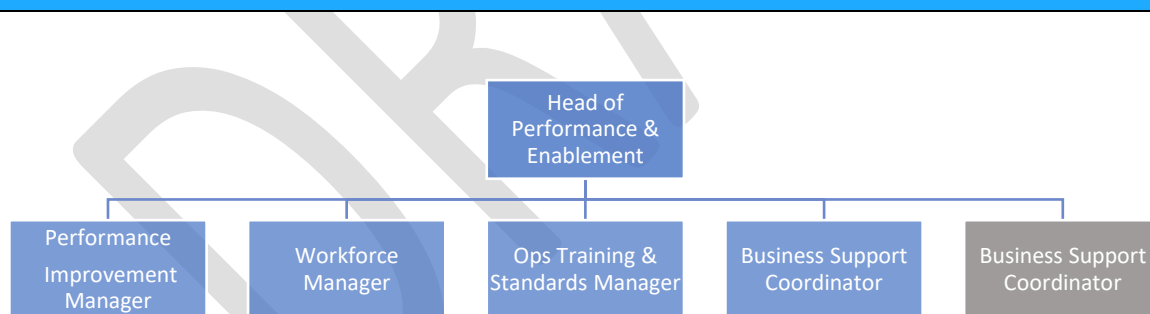 Head of
Performance &
Enablement
Performance
Improvement
Manager
Workforce
Manager
Ops Training &
Standards Manager
Business Support
Coordinator
Business Support
Coordinator